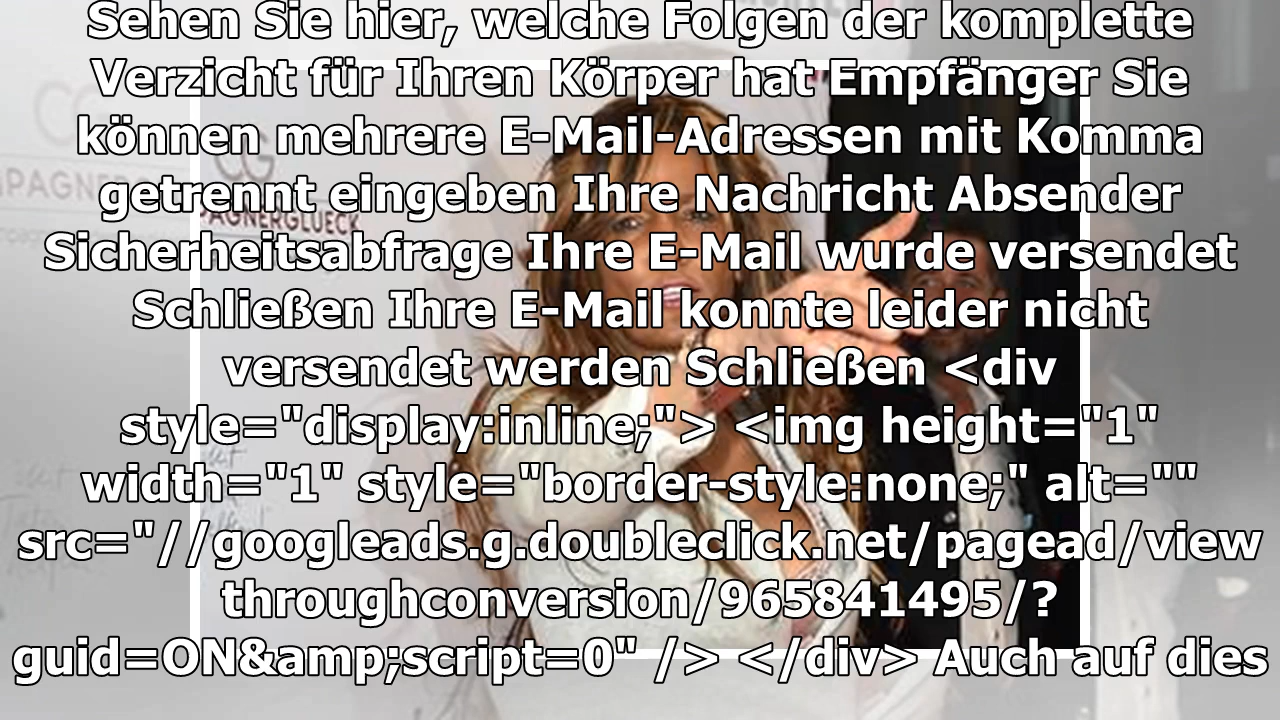 Sehen Sie hier, welche Folgen der komplette
Verzicht für Ihren Körper hat Empfänger Sie
können mehrere E-Mail-Adressen mit Komma
getrennt eingeben Ihre Nachricht Absender
Sicherheitsabfrage Ihre E-Mail wurde versendet
Schließen Ihre E-Mail konnte leider nicht
versendet werden Schließen <div
style="display:inline;"> <img height="1"
width="1" style="border-style:none;" alt=""
src="//googleads.g.doubleclick.net/pagead/view
throughconversion/965841495/?
guid=ON&amp;script=0" /> </div> Auch auf dies
CG